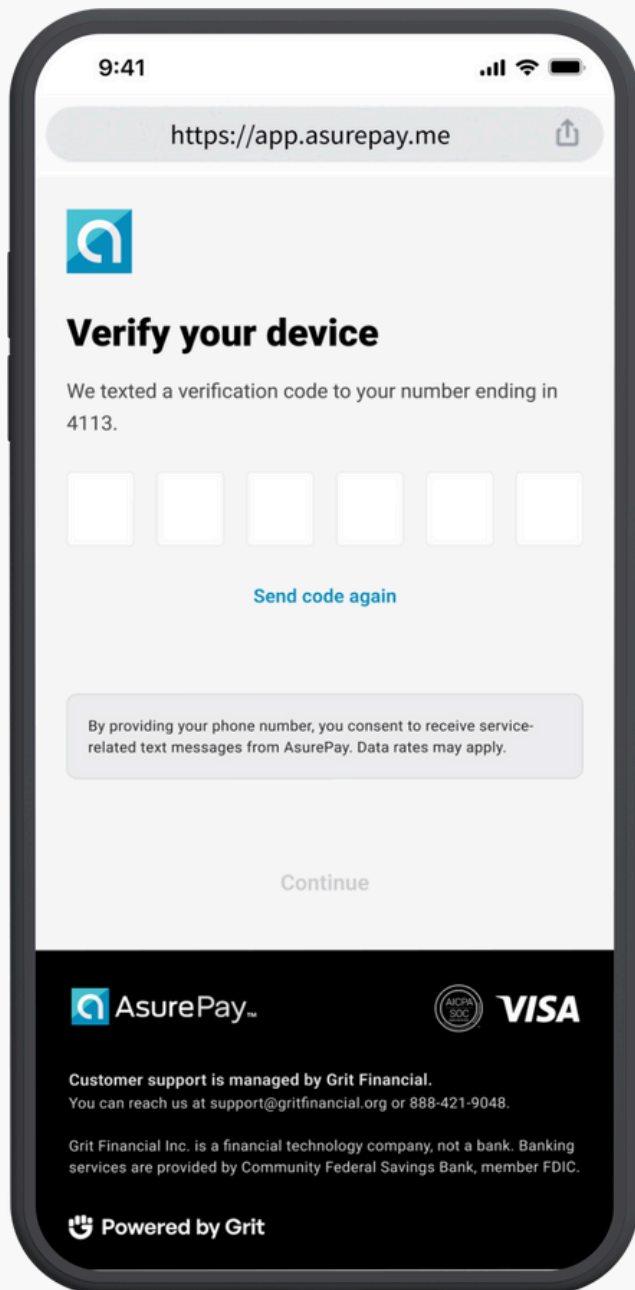 9:41
https://app.asurepay.me
Verify your device
We texted a verification code to your number ending in
4113.
Send code again
By providing your phone number, you consent to receive service-
related text messages from AsurePay. Data rates may apply.
Continue
AsurePay™
AICPA
SOC
VISA
Customer support is managed by Grit Financial.
You can reach us at support@gritfinancial.org or 888-421-9048.
Grit Financial Inc. is a financial technology company, not a bank. Banking
services are provided by Community Federal Savings Bank, member FDIC.
Powered by Grit